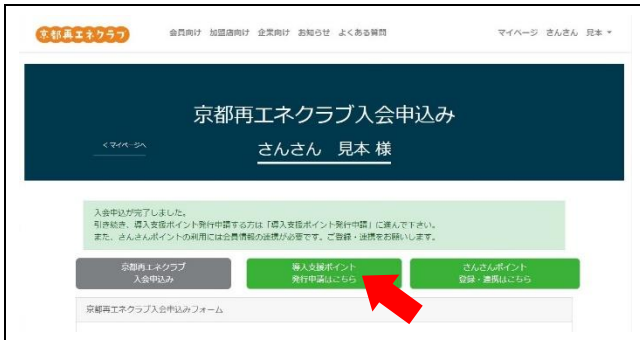 京都再エネクラブ
会員向け 加盟店向け 企業向け お知らせ よくある質問
マイページ さんさん 見本
京都再エネクラブ入会申込み
< マイページへ
さんさん 見本 様
入会申込が完了しました。
引き続き、導入支援ポイント発行申請する方は「導入支援ポイント発行申請」に進んで下さい。
また、さんさんポイントの利用には会員情報の連携が必要です。ご登録・連携をお願いします。
京都再エネクラブ
入会申込み
導入支援ポイント
発行申請はこちら
さんさんポイント
登録・連携はこちら
京都再エネクラブ入会申込みフォーム